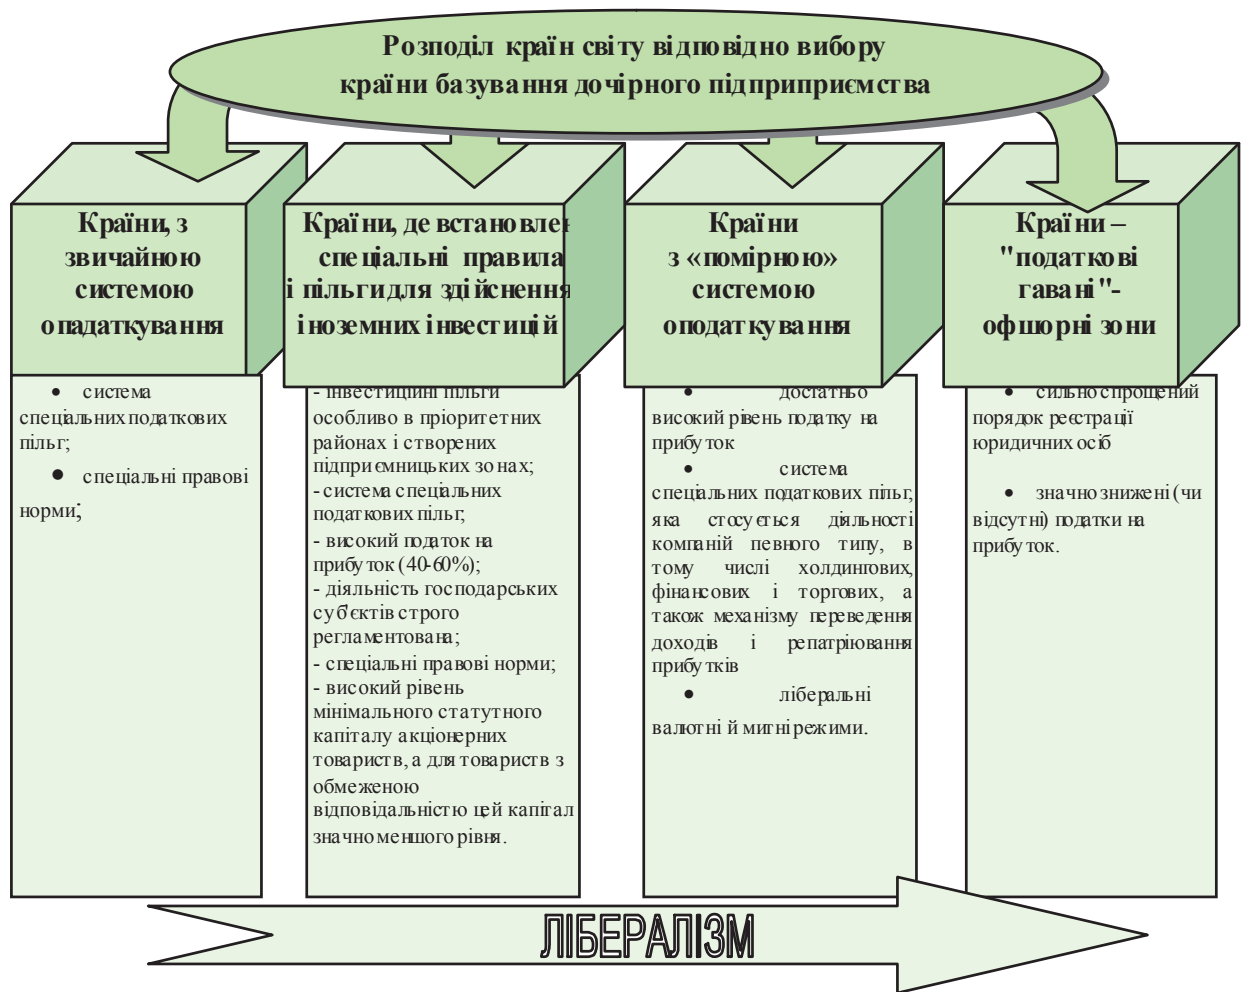 Розподіл країн світу відповідно вибору
країни базування дочірного підприприємства
Країни, з
звичайною
системою
опадаткування
Країни, де встановлен
спеціальні правила
і пільги для здійснення
іноземних інвестицій
Країни
з «помірною»
системою
оподаткування
Країни –
"податкові
гавані"-
офшорні зони
• система
спеціальних податкових
пільг;
• спеціальні правові
норми;
- інвестиційні пільги
особливо в пріоритетних
районах і створених
підприємницьких зонах;
- система спеціальних
податкових пільг;
- високий податок на
прибуток (40-60%);
- діяльність господарських
суб'єктів строго
регламентована;
- спеціальні правові норми;
- високий рівень
мінімального статутного
капіталу акціонерних
товариств, а для товариств з
обмеженою
відповідальністю цей капітал
значно меншого рівня.
• достатньо
високий рівень податку на
прибуток
• система
спеціальних податкових пільг,
яка стосується діяльності
компаній певного типу, в
тому числі холдингових,
фінансових і торгових, а
також механізму переведення
доходів і репатріювання
прибутків
• ліберальні
валютні й митні режими.
• сильно спрощений
порядок реєстрації
юридичних осіб
• значно знижені (чи
відсутні) податки на
прибуток.
ЛІБЕРАЛІЗМ